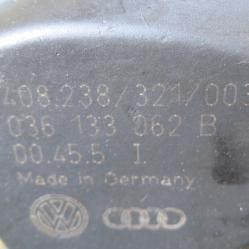 408.238/321/003
036 133 062 B
00.45.5 I
Made in Germany